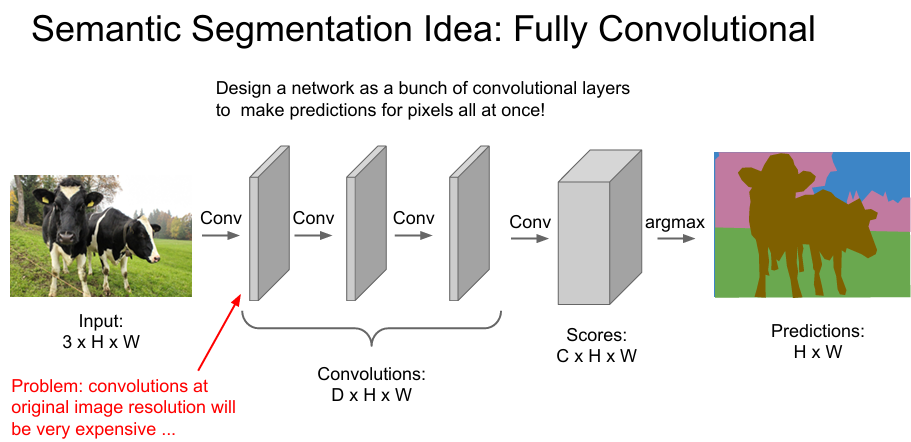 Semantic Segmentation Idea: Fully Convolutional
Design a network as a bunch of convolutional layers
to make predictions for pixels all at once!
Conv
Conv
Conv
Conv
argmax
Input:
3 x H x W
Problem: convolutions at
original image resolution will
be very expensive ...
Convolutions:
D x H x W
Scores:
C x H x W
Predictions:
H x W